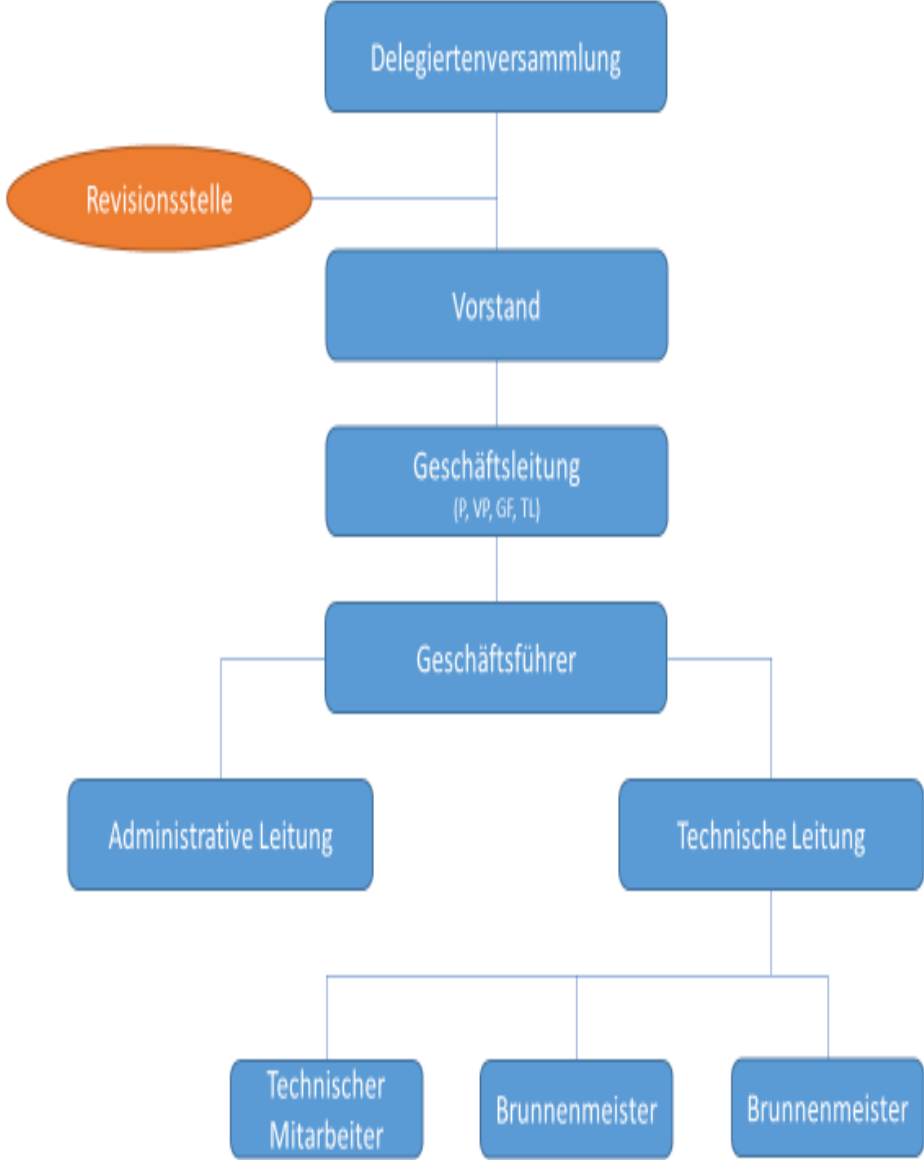 Delegiertenversammlung
Revisionsstelle
Vorstand
Geschäftsleitung
(P, VP, GF, TL)
Geschäftsführer
Administrative Leitung
Technische Leitung
Technischer
Mitarbeiter
Brunnenmeister
Brunnenmeister